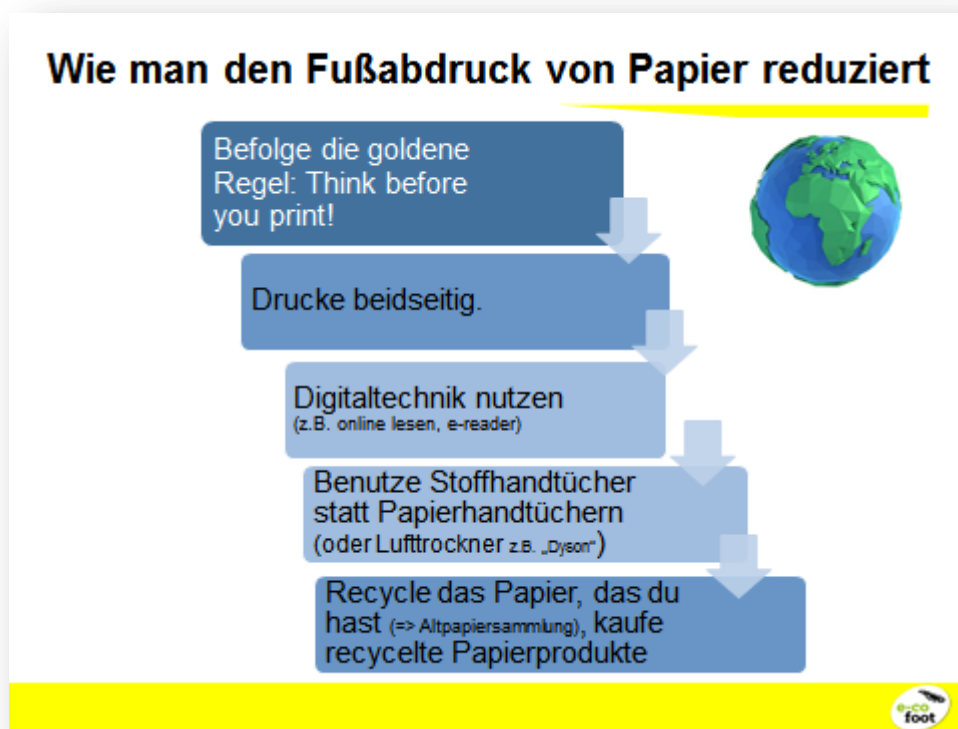 Wie man den Fußabdruck von Papier reduziert
Befolge die goldene
Regel: Think before
you print!
Drucke beidseitig.
Digitaltechnik nutzen
(z.B. online lesen, e-reader)
Benutze Stoffhandtücher
statt Papierhandtüchern
(oder Lufttrockner z.B. „Dyson“)
Recycle das Papier, das du
hast (=> Altpapiersammlung), kaufe
recycelte Papierprodukte
e-co
foot